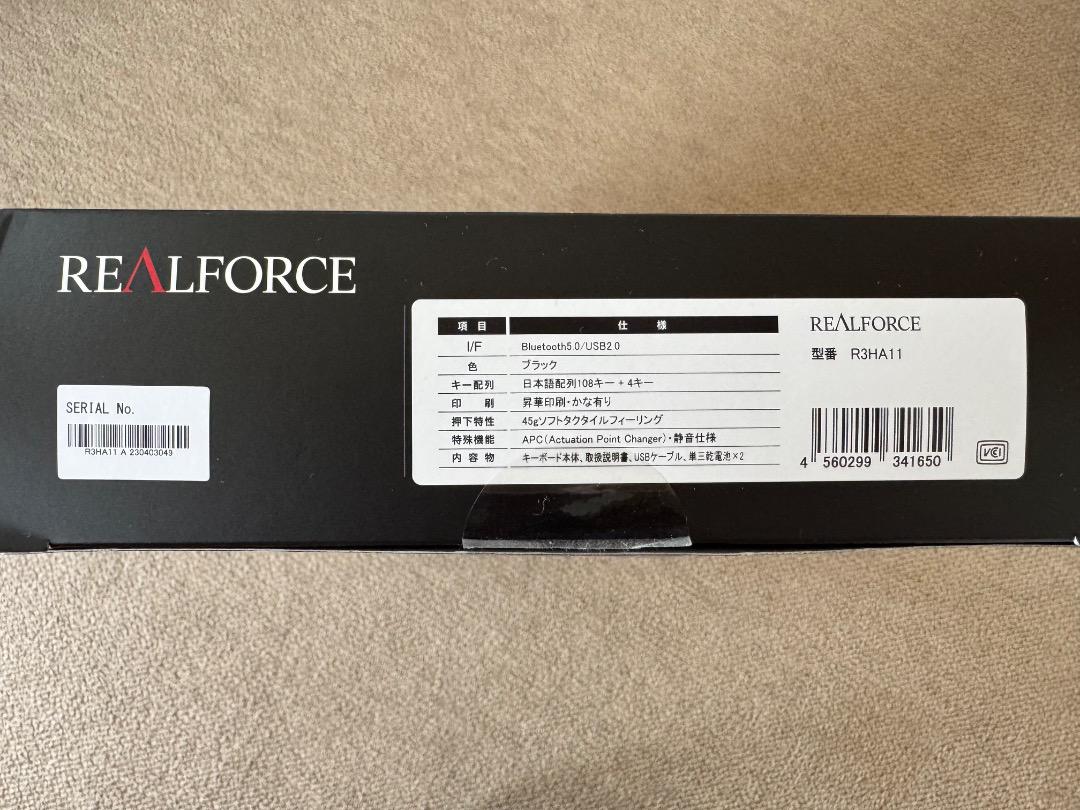 REALFORCE
SERIAL No.
R3HA11 A 230403049
項目 仕様
I/F Bluetooth5.0/USB2.0
色 ブラック
キー配列 日本語配列108キー + 4キー
印刷 昇華印刷・かな有り
押下特性 45gソフトタクタイルフィーリング
特殊機能 APC(Actuation Point Changer)・静音仕様
内容物 キーボード本体、取扱説明書、USBケーブル、単三乾電池×2
REALFORCE
型番 R3HA11
4 560299 341650
VCI